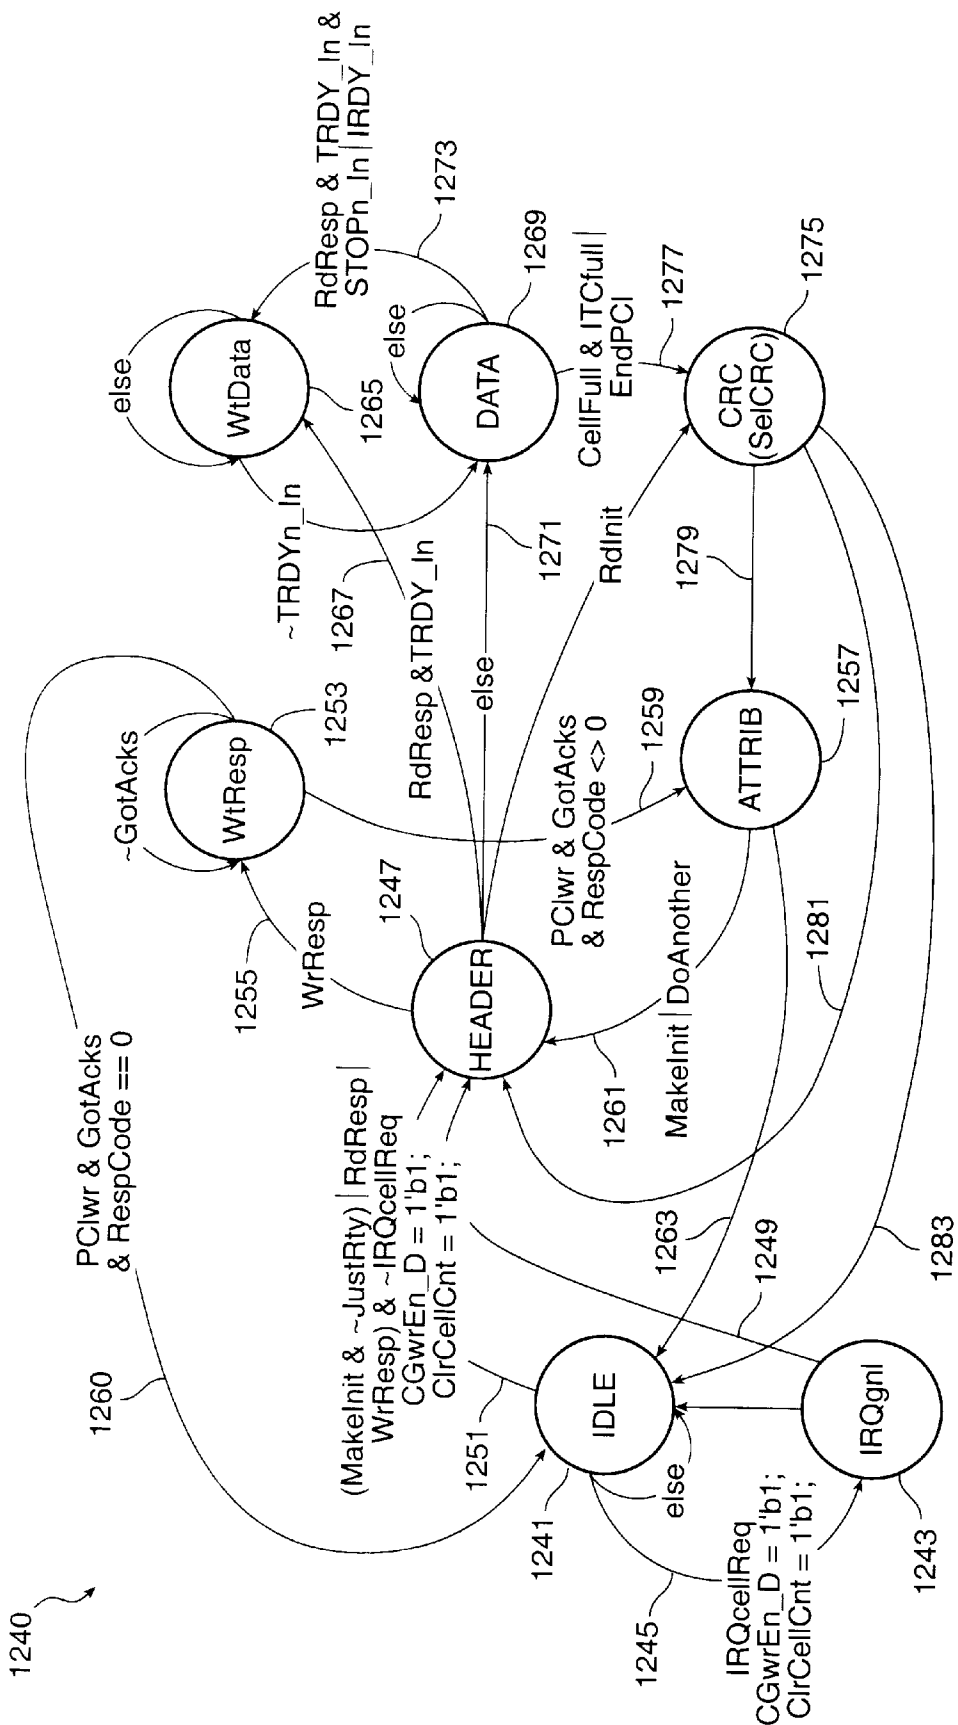 1240
1260
PCIwr & GotAcks
& RespCode == 0
~GotAcks
WtResp
1253
1255
WrResp
else
WtData
1265
~TRDYn_In
1267
RdResp &TRDY_In
RdResp & TRDY_In &
STOPn_In | IRDY_In
1273
else
DATA
1269
1271
else
(MakeInit & ~JustRty) | RdResp |
WrResp) & ~IRQcellReq
CGwrEn_D = 1'b1;
ClrCellCnt = 1'b1;
1251
HEADER
1247
PCIwr & GotAcks
& RespCode <> 0
1259
RdInit
CellFull & ITCfull |
EndPCI
1277
CRC
(SelCRC)
1275
1279
ATTRIB
1257
1261
MakeInit | DoAnother
1281
1263
1249
1283
IDLE
1241
else
1245
IRQcellReq
CGwrEn_D = 1'b1;
ClrCellCnt = 1'b1;
IRQgnl
1243